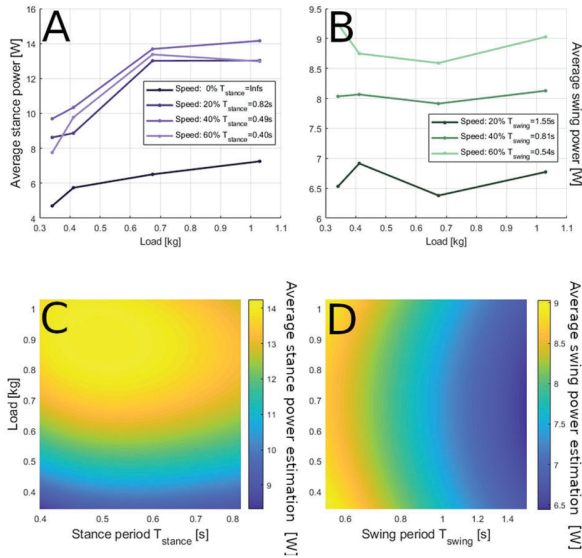 A
Average stance power [W]
16
14
12
10
8
6
4
Speed: 0% T_stance=Infs
Speed: 20% T_stance=0.82s
Speed: 40% T_stance=0.49s
Speed: 60% T_stance=0.40s
0.3 0.4 0.5 0.6 0.7 0.8 0.9 1 1.1
Load [kg]
B
9.5
9
8.5
8
7.5
7
6.5
6
Average swing power [W]
Speed: 20% T_swing=1.55s
Speed: 40% T_swing=0.81s
Speed: 60% T_swing=0.54s
0.3 0.4 0.5 0.6 0.7 0.8 0.9 1 1.1
Load [kg]
C
Load [kg]
1
0.9
0.8
0.7
0.6
0.5
0.4
0.4 0.5 0.6 0.7 0.8
Stance period T_stance [s]
14
13
12
11
10
9
Average stance power estimation [W]
D
1
0.9
0.8
0.7
0.6
0.5
0.4
0.6 0.8 1 1.2 1.4
Swing period T_swing [s]
9
8.5
8
7.5
7
6.5
Average swing power estimation [W]